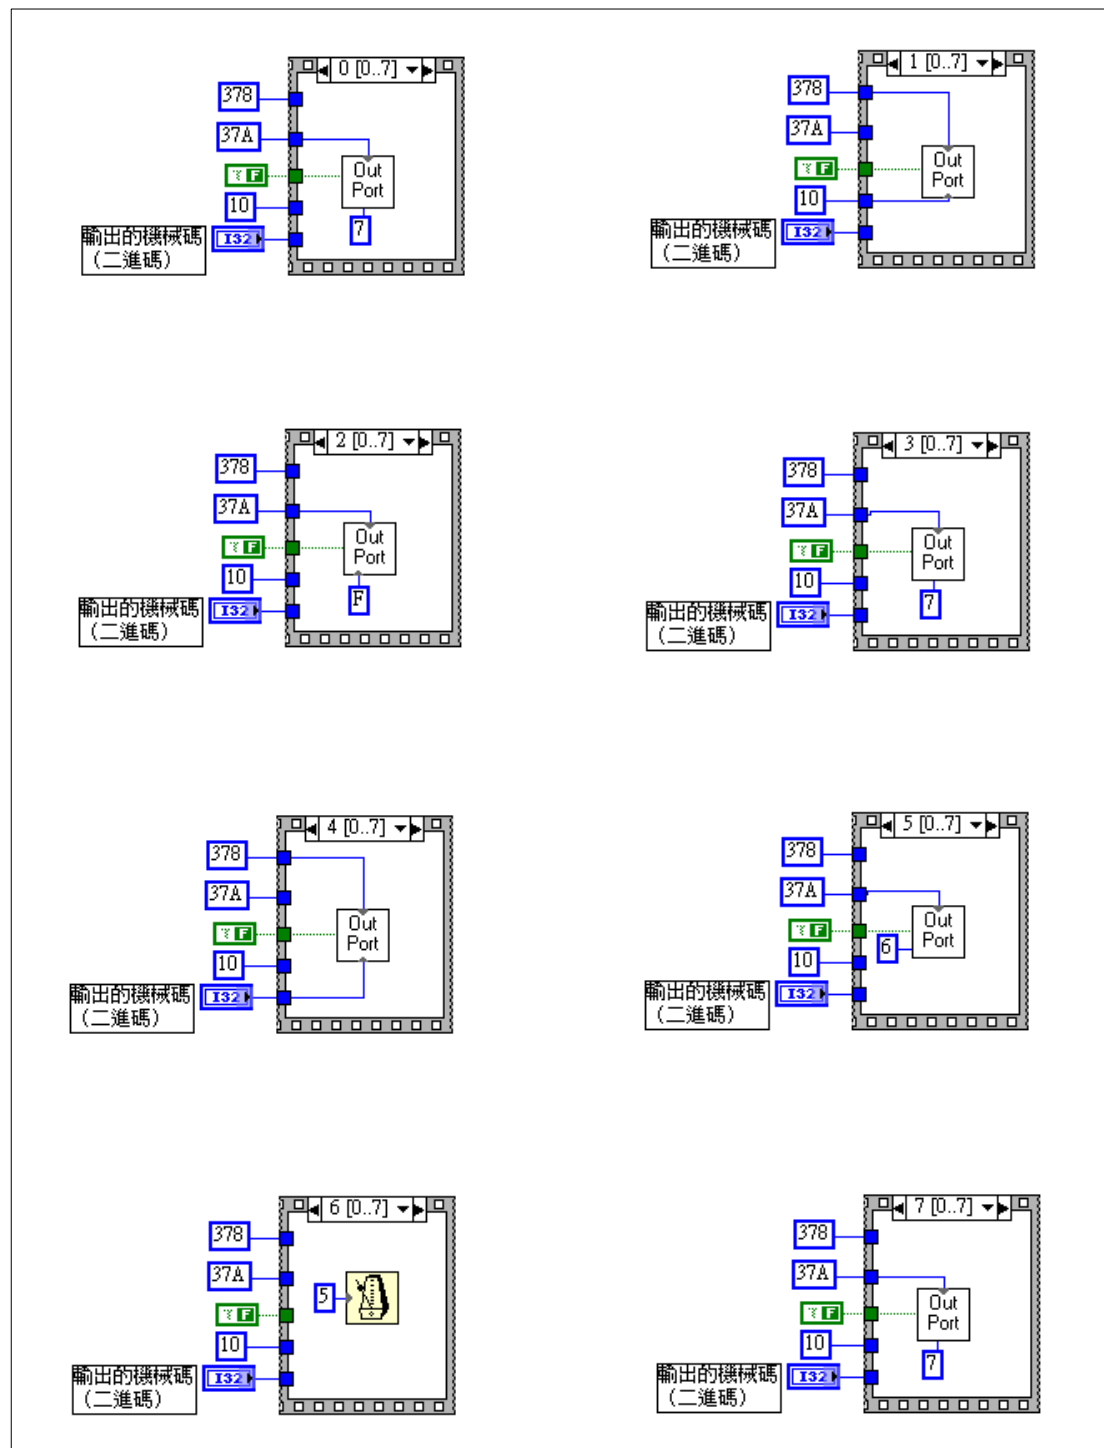 0 [0..7]
378
37A
F
Out
Port
10
7
輸出的機械碼
(二進碼)
I32
1 [0..7]
378
37A
F
Out
Port
10
輸出的機械碼
(二進碼)
I32
2 [0..7]
378
37A
F
Out
Port
10
F
輸出的機械碼
(二進碼)
I32
3 [0..7]
378
37A
F
Out
Port
10
7
輸出的機械碼
(二進碼)
I32
4 [0..7]
378
37A
F
Out
Port
10
輸出的機械碼
(二進碼)
I32
5 [0..7]
378
37A
F
Out
Port
6
10
輸出的機械碼
(二進碼)
I32
6 [0..7]
378
37A
5
F
10
輸出的機械碼
(二進碼)
I32
7 [0..7]
378
37A
F
Out
Port
10
7
輸出的機械碼
(二進碼)
I32